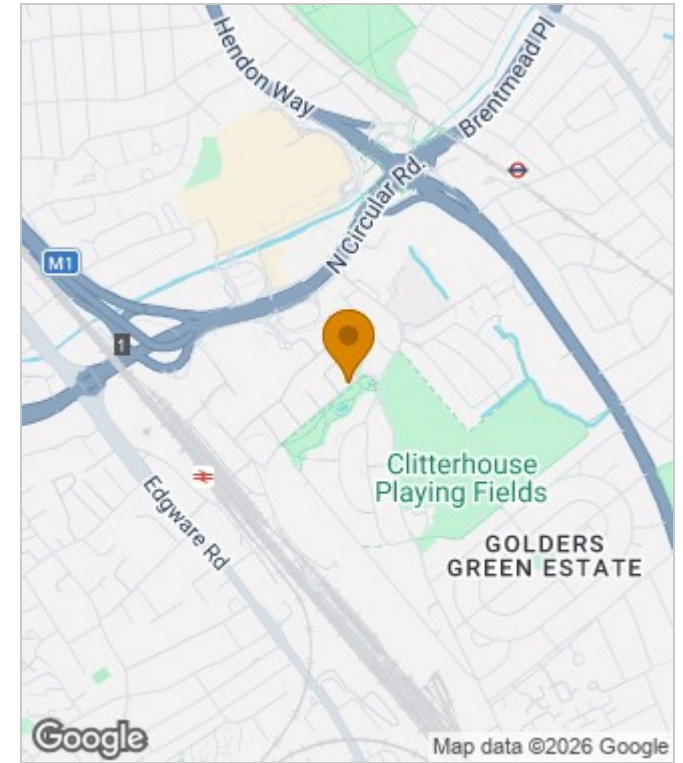 Hendon Way
Brentmead Pl
N Circular Rd.
M1
1
Edgware Rd
Clitterhouse
Playing Fields
GOLDERS
GREEN ESTATE
Google
Map data ©2026 Google